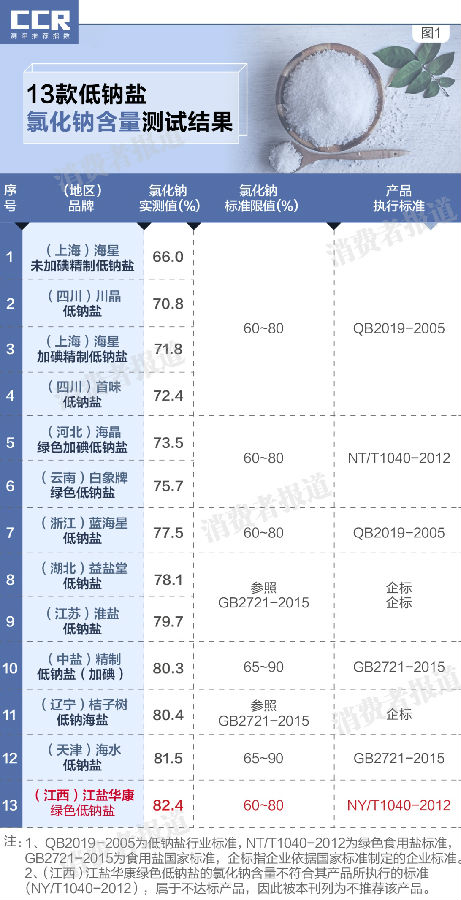 CCR
消费推荐指数
图1
13款低钠盐
氯化钠含量测试结果
序号
（地区）品牌
氯化钠实测值(%)
氯化钠标准限值(%)
产品执行标准
1
（上海）海星
未加碘精制低钠盐
66.0
2
（四川）川晶
低钠盐
70.8
60~80
QB2019-2005
3
（上海）海星
加碘精制低钠盐
71.8
4
（四川）首味
低钠盐
72.4
5
（河北）海晶
绿色加碘低钠盐
73.5
60~80
NT/T1040-2012
6
（云南）白象牌
绿色低钠盐
75.7
7
（浙江）蓝海星
低钠盐
77.5
60~80
QB2019-2005
8
（湖北）益盐堂
低钠盐
78.1
参照
GB2721-2015
企标
企标
9
（江苏）淮盐
低钠盐
79.7
10
（中盐）精制
低钠盐（加碘）
80.3
65~90
GB2721-2015
11
（辽宁）桔子树
低钠海盐
80.4
参照
GB2721-2015
企标
12
（天津）海水
低钠盐
81.5
65~90
GB2721-2015
13
（江西）江盐华康
绿色低钠盐
82.4
60~80
NY/T1040-2012
注：1、QB2019-2005为低钠盐行业标准，NT/T1040-2012为绿色食用盐标准，
GB2721-2015为食用盐国家标准，企标指企业依据国家标准制定的企业标准。
2、（江西）江盐华康绿色低钠盐的氯化钠含量不符合其产品所执行的标准
（NY/T1040-2012），属于不达标产品，因此被本刊列为不推荐该产品。
消费者报道